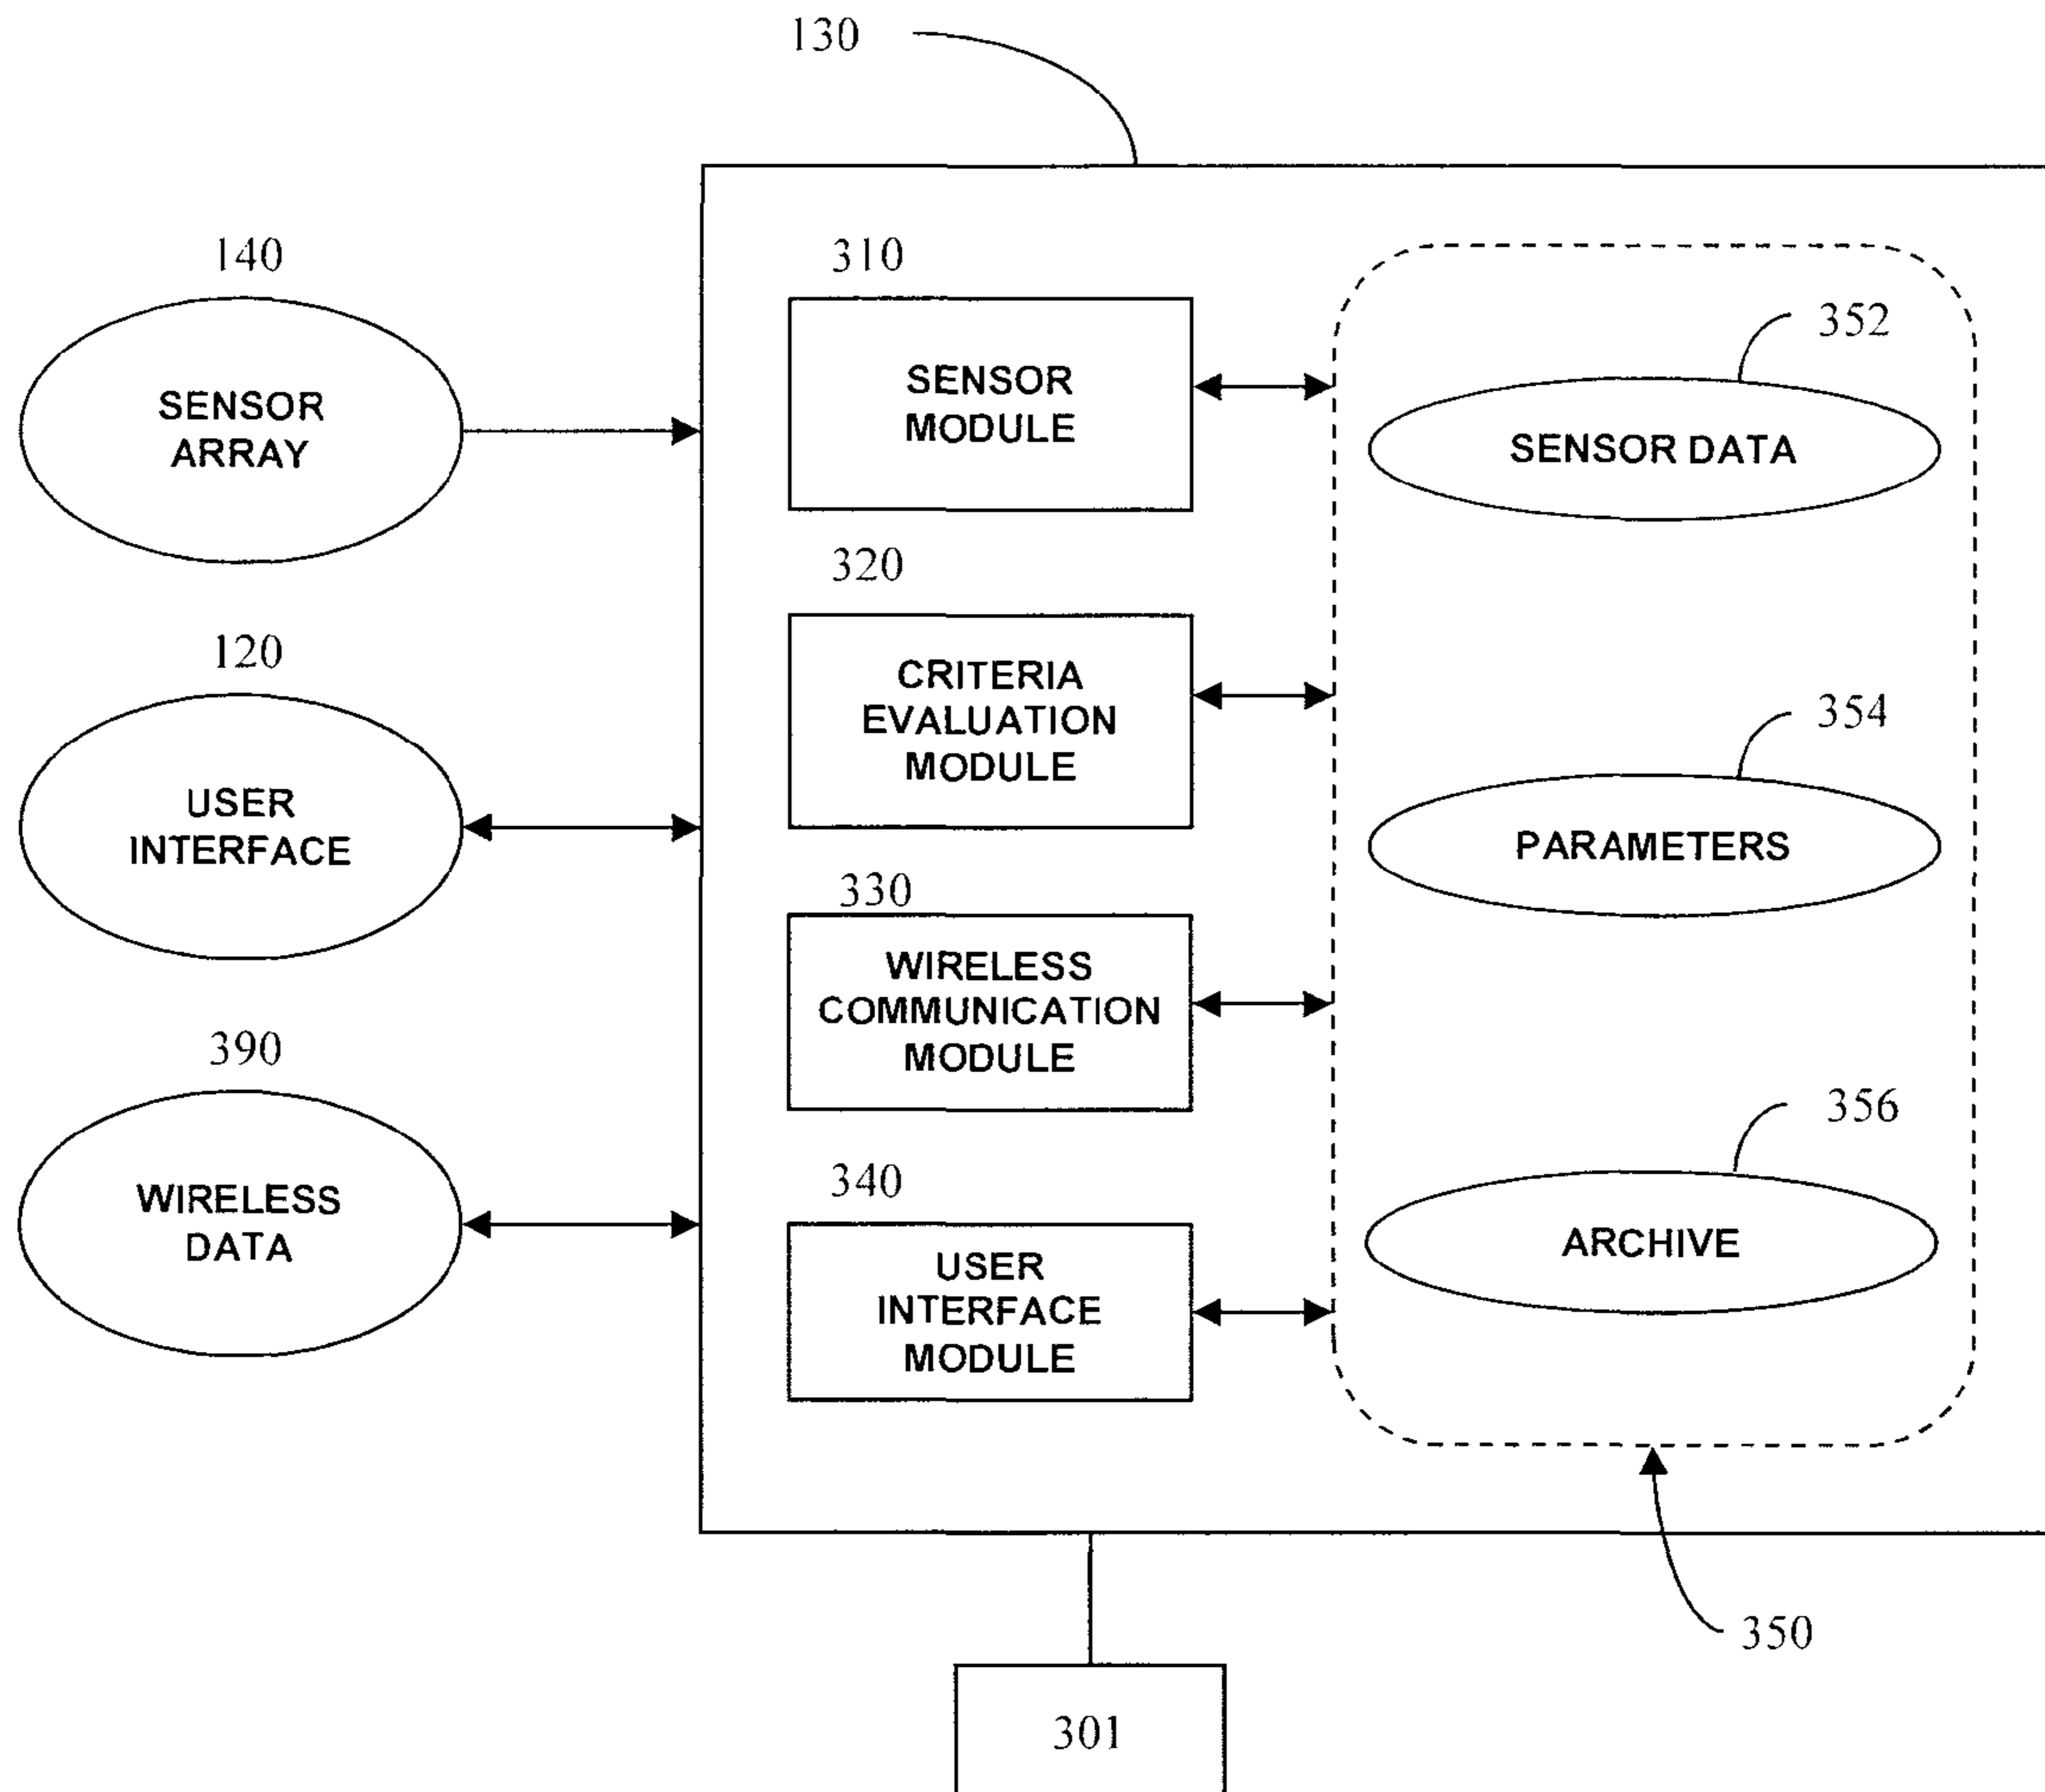 130
140
SENSOR
ARRAY
120
USER
INTERFACE
390
WIRELESS
DATA
310
SENSOR
MODULE
320
CRITERIA
EVALUATION
MODULE
330
WIRELESS
COMMUNICATION
MODULE
340
USER
INTERFACE
MODULE
352
SENSOR DATA
354
PARAMETERS
356
ARCHIVE
350
301